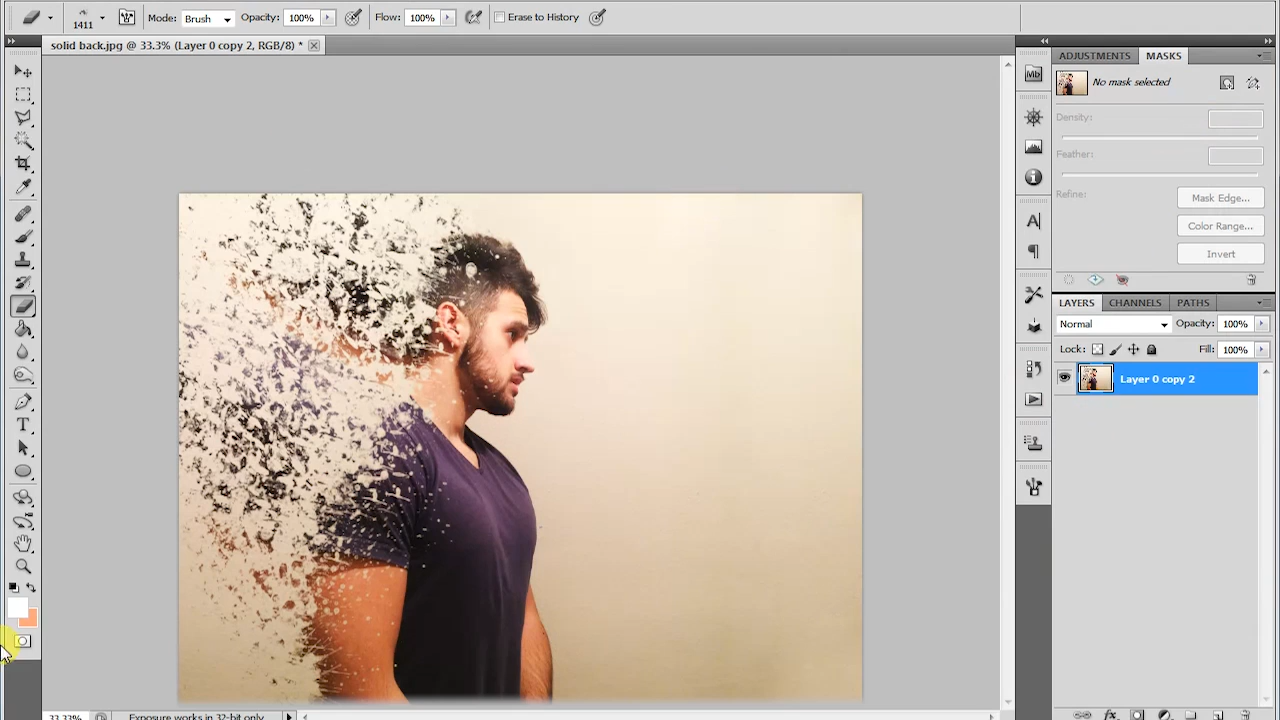 1411
Mode: Brush
Opacity: 100%
Flow: 100%
Erase to History
solid back.jpg @ 33.3% (Layer 0 copy 2, RGB/8) *
ADJUSTMENTS
MASKS
No mask selected
Density:
Feather:
Refine:
Mask Edge...
Color Range...
Invert
LAYERS
CHANNELS
PATHS
Normal
Opacity: 100%
Lock:
Fill: 100%
Layer 0 copy 2
Mb
33.33%
Exposure works in 32-bit only